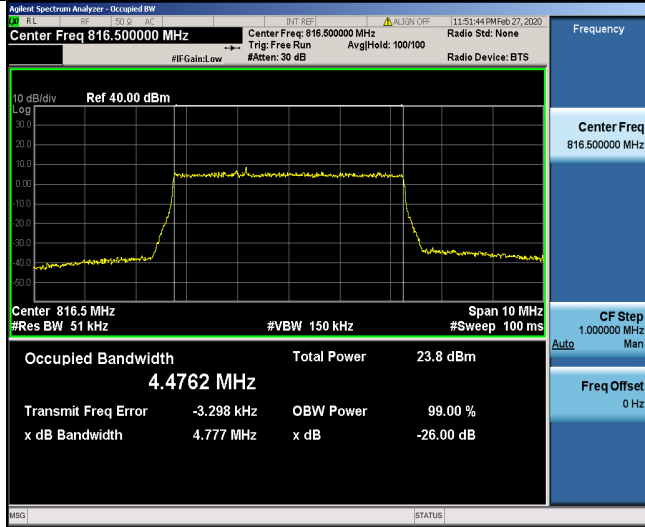 Agilent Spectrum Analyzer - Occupied BW
LXI RL RF 50 Ω AC INT REF ALIGN OFF 11:51:44 PM Feb 27, 2020
Center Freq 816.500000 MHz
Center Freq: 816.500000 MHz Radio Std: None
Trig: Free Run Avg|Hold: 100/100
#IFGain:Low #Atten: 30 dB Radio Device: BTS
10 dB/div Ref 40.00 dBm
Log
30.0
20.0
10.0
0.00
-10.0
-20.0
-30.0
-40.0
-50.0
Center 816.5 MHz Span 10 MHz
#Res BW 51 kHz #VBW 150 kHz #Sweep 100 ms
Occupied Bandwidth Total Power 23.8 dBm
4.4762 MHz
Transmit Freq Error -3.298 kHz OBW Power 99.00 %
x dB Bandwidth 4.777 MHz x dB -26.00 dB
MSG STATUS
Frequency
Center Freq
816.500000 MHz
CF Step
1.000000 MHz
Auto Man
Freq Offset
0 Hz